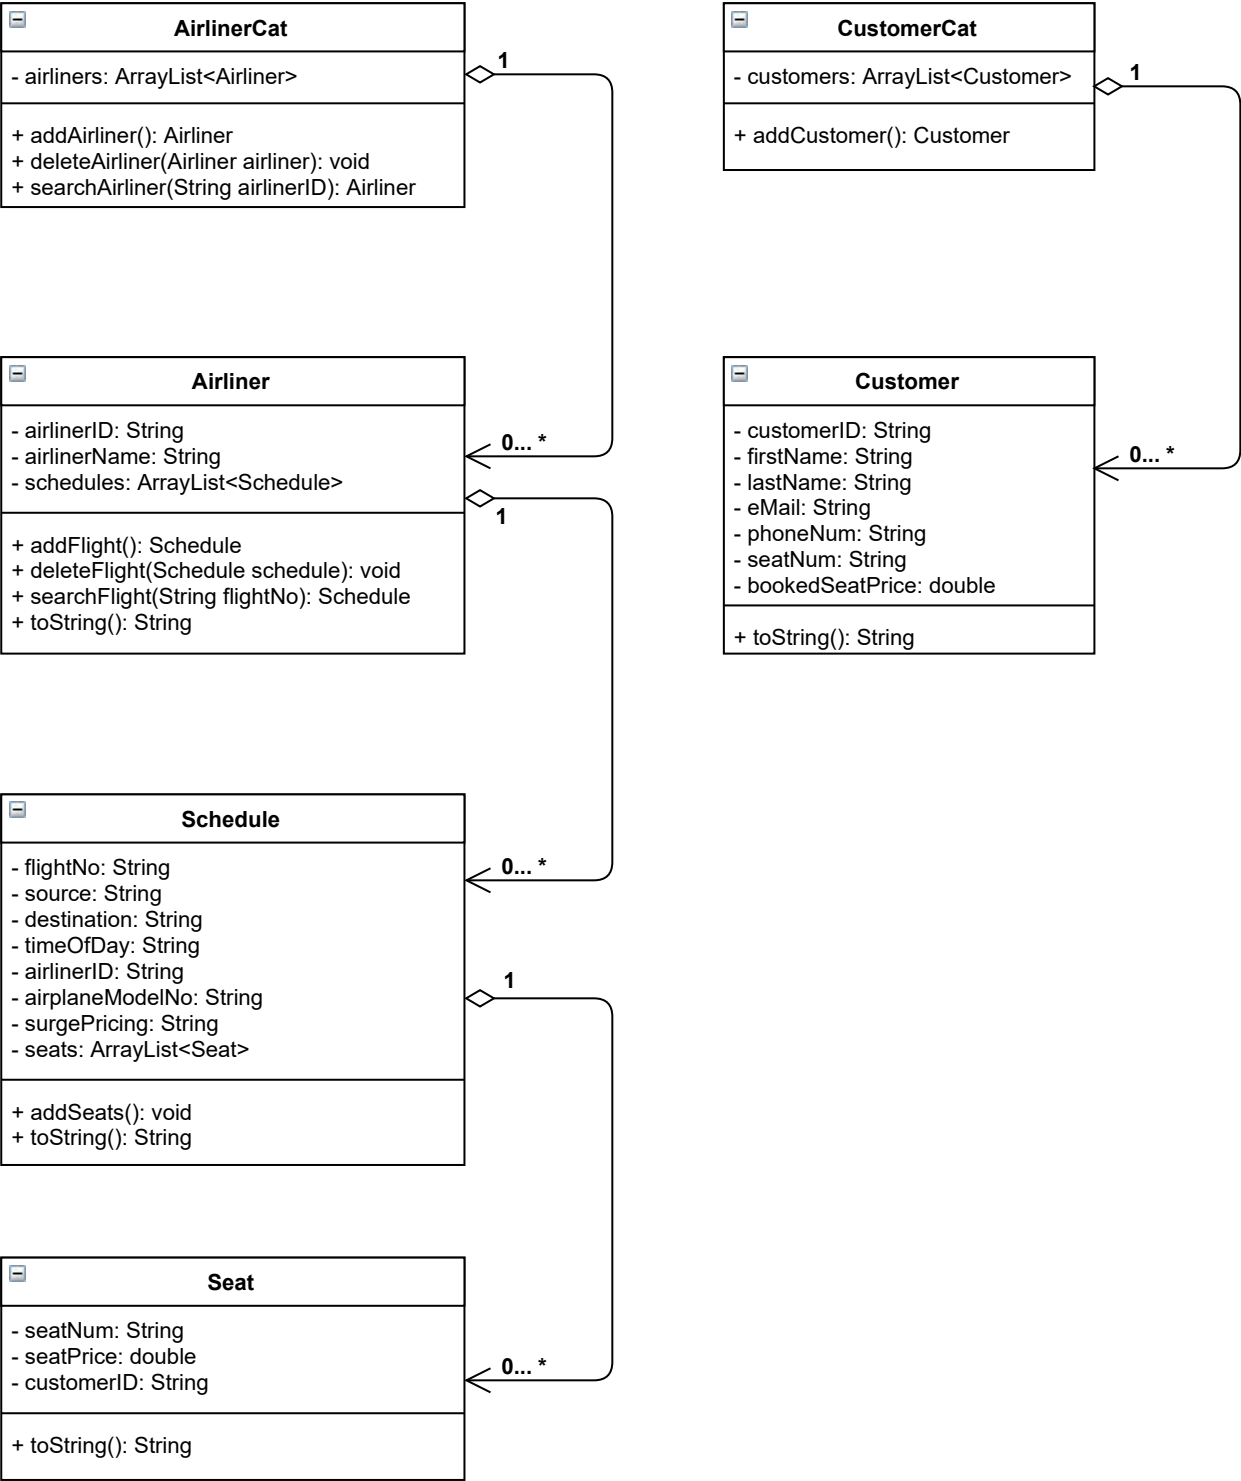 AirlinerCat
- airliners: ArrayList<Airliner>
+ addAirliner(): Airliner
+ deleteAirliner(Airliner airliner): void
+ searchAirliner(String airlinerID): Airliner
1
0... *
CustomerCat
- customers: ArrayList<Customer>
+ addCustomer(): Customer
1
0... *
Airliner
- airlinerID: String
- airlinerName: String
- schedules: ArrayList<Schedule>
+ addFlight(): Schedule
+ deleteFlight(Schedule schedule): void
+ searchFlight(String flightNo): Schedule
+ toString(): String
1
0... *
Customer
- customerID: String
- firstName: String
- lastName: String
- eMail: String
- phoneNum: String
- seatNum: String
- bookedSeatPrice: double
+ toString(): String
Schedule
- flightNo: String
- source: String
- destination: String
- timeOfDay: String
- airlinerID: String
- airplaneModelNo: String
- surgePricing: String
- seats: ArrayList<Seat>
+ addSeats(): void
+ toString(): String
1
0... *
Seat
- seatNum: String
- seatPrice: double
- customerID: String
+ toString(): String